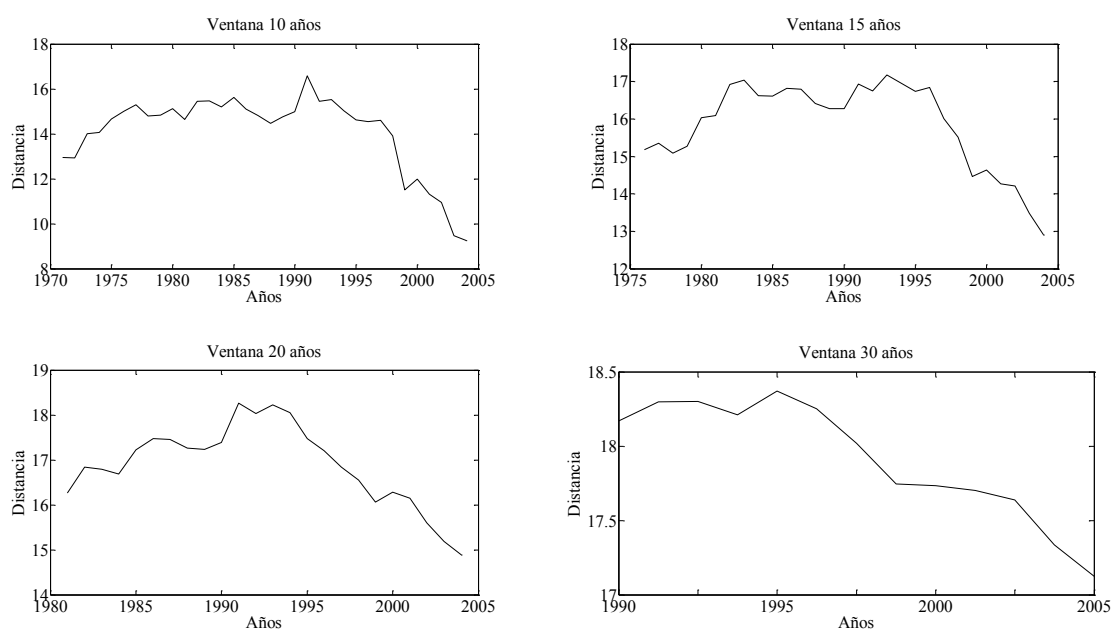 Ventana 10 años
18
16
14
12
10
8
Distancia
1970 1975 1980 1985 1990 1995 2000 2005
Años
Ventana 15 años
18
17
16
15
14
13
12
Distancia
1975 1980 1985 1990 1995 2000 2005
Años
Ventana 20 años
19
18
17
16
15
14
Distancia
1980 1985 1990 1995 2000 2005
Años
Ventana 30 años
18.5
18
17.5
17
Distancia
1990 1995 2000 2005
Años